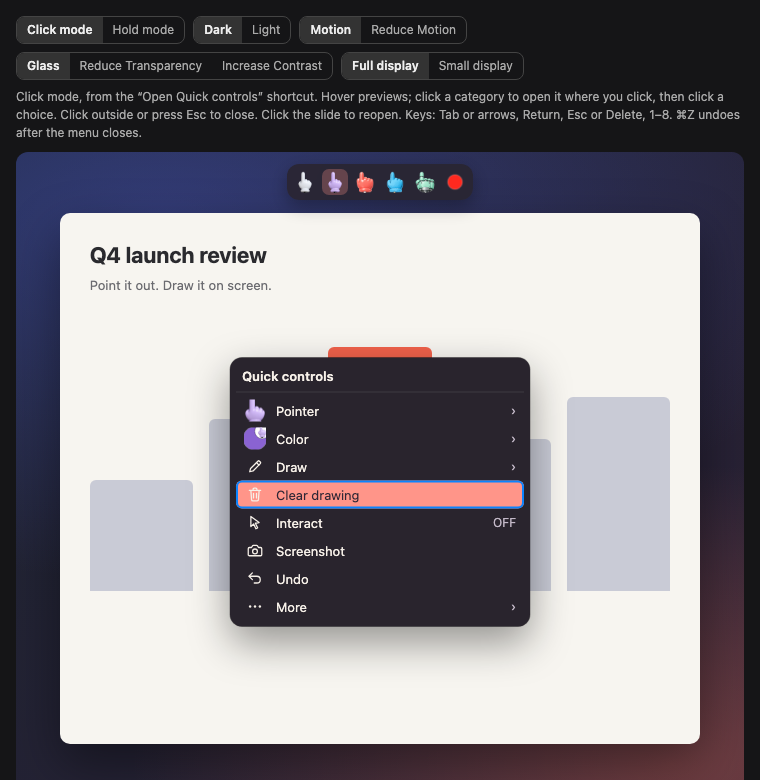 Click mode Hold mode Dark Light Motion Reduce Motion
Glass Reduce Transparency Increase Contrast Full display Small display
Click mode, from the “Open Quick controls” shortcut. Hover previews; click a category to open it where you click, then click a
choice. Click outside or press Esc to close. Click the slide to reopen. Keys: Tab or arrows, Return, Esc or Delete, 1–8. ⌘Z undoes
after the menu closes.
Q4 launch review
Point it out. Draw it on screen.
Quick controls
Pointer ›
Color ›
Draw ›
Clear drawing
Interact OFF
Screenshot
Undo
More ›